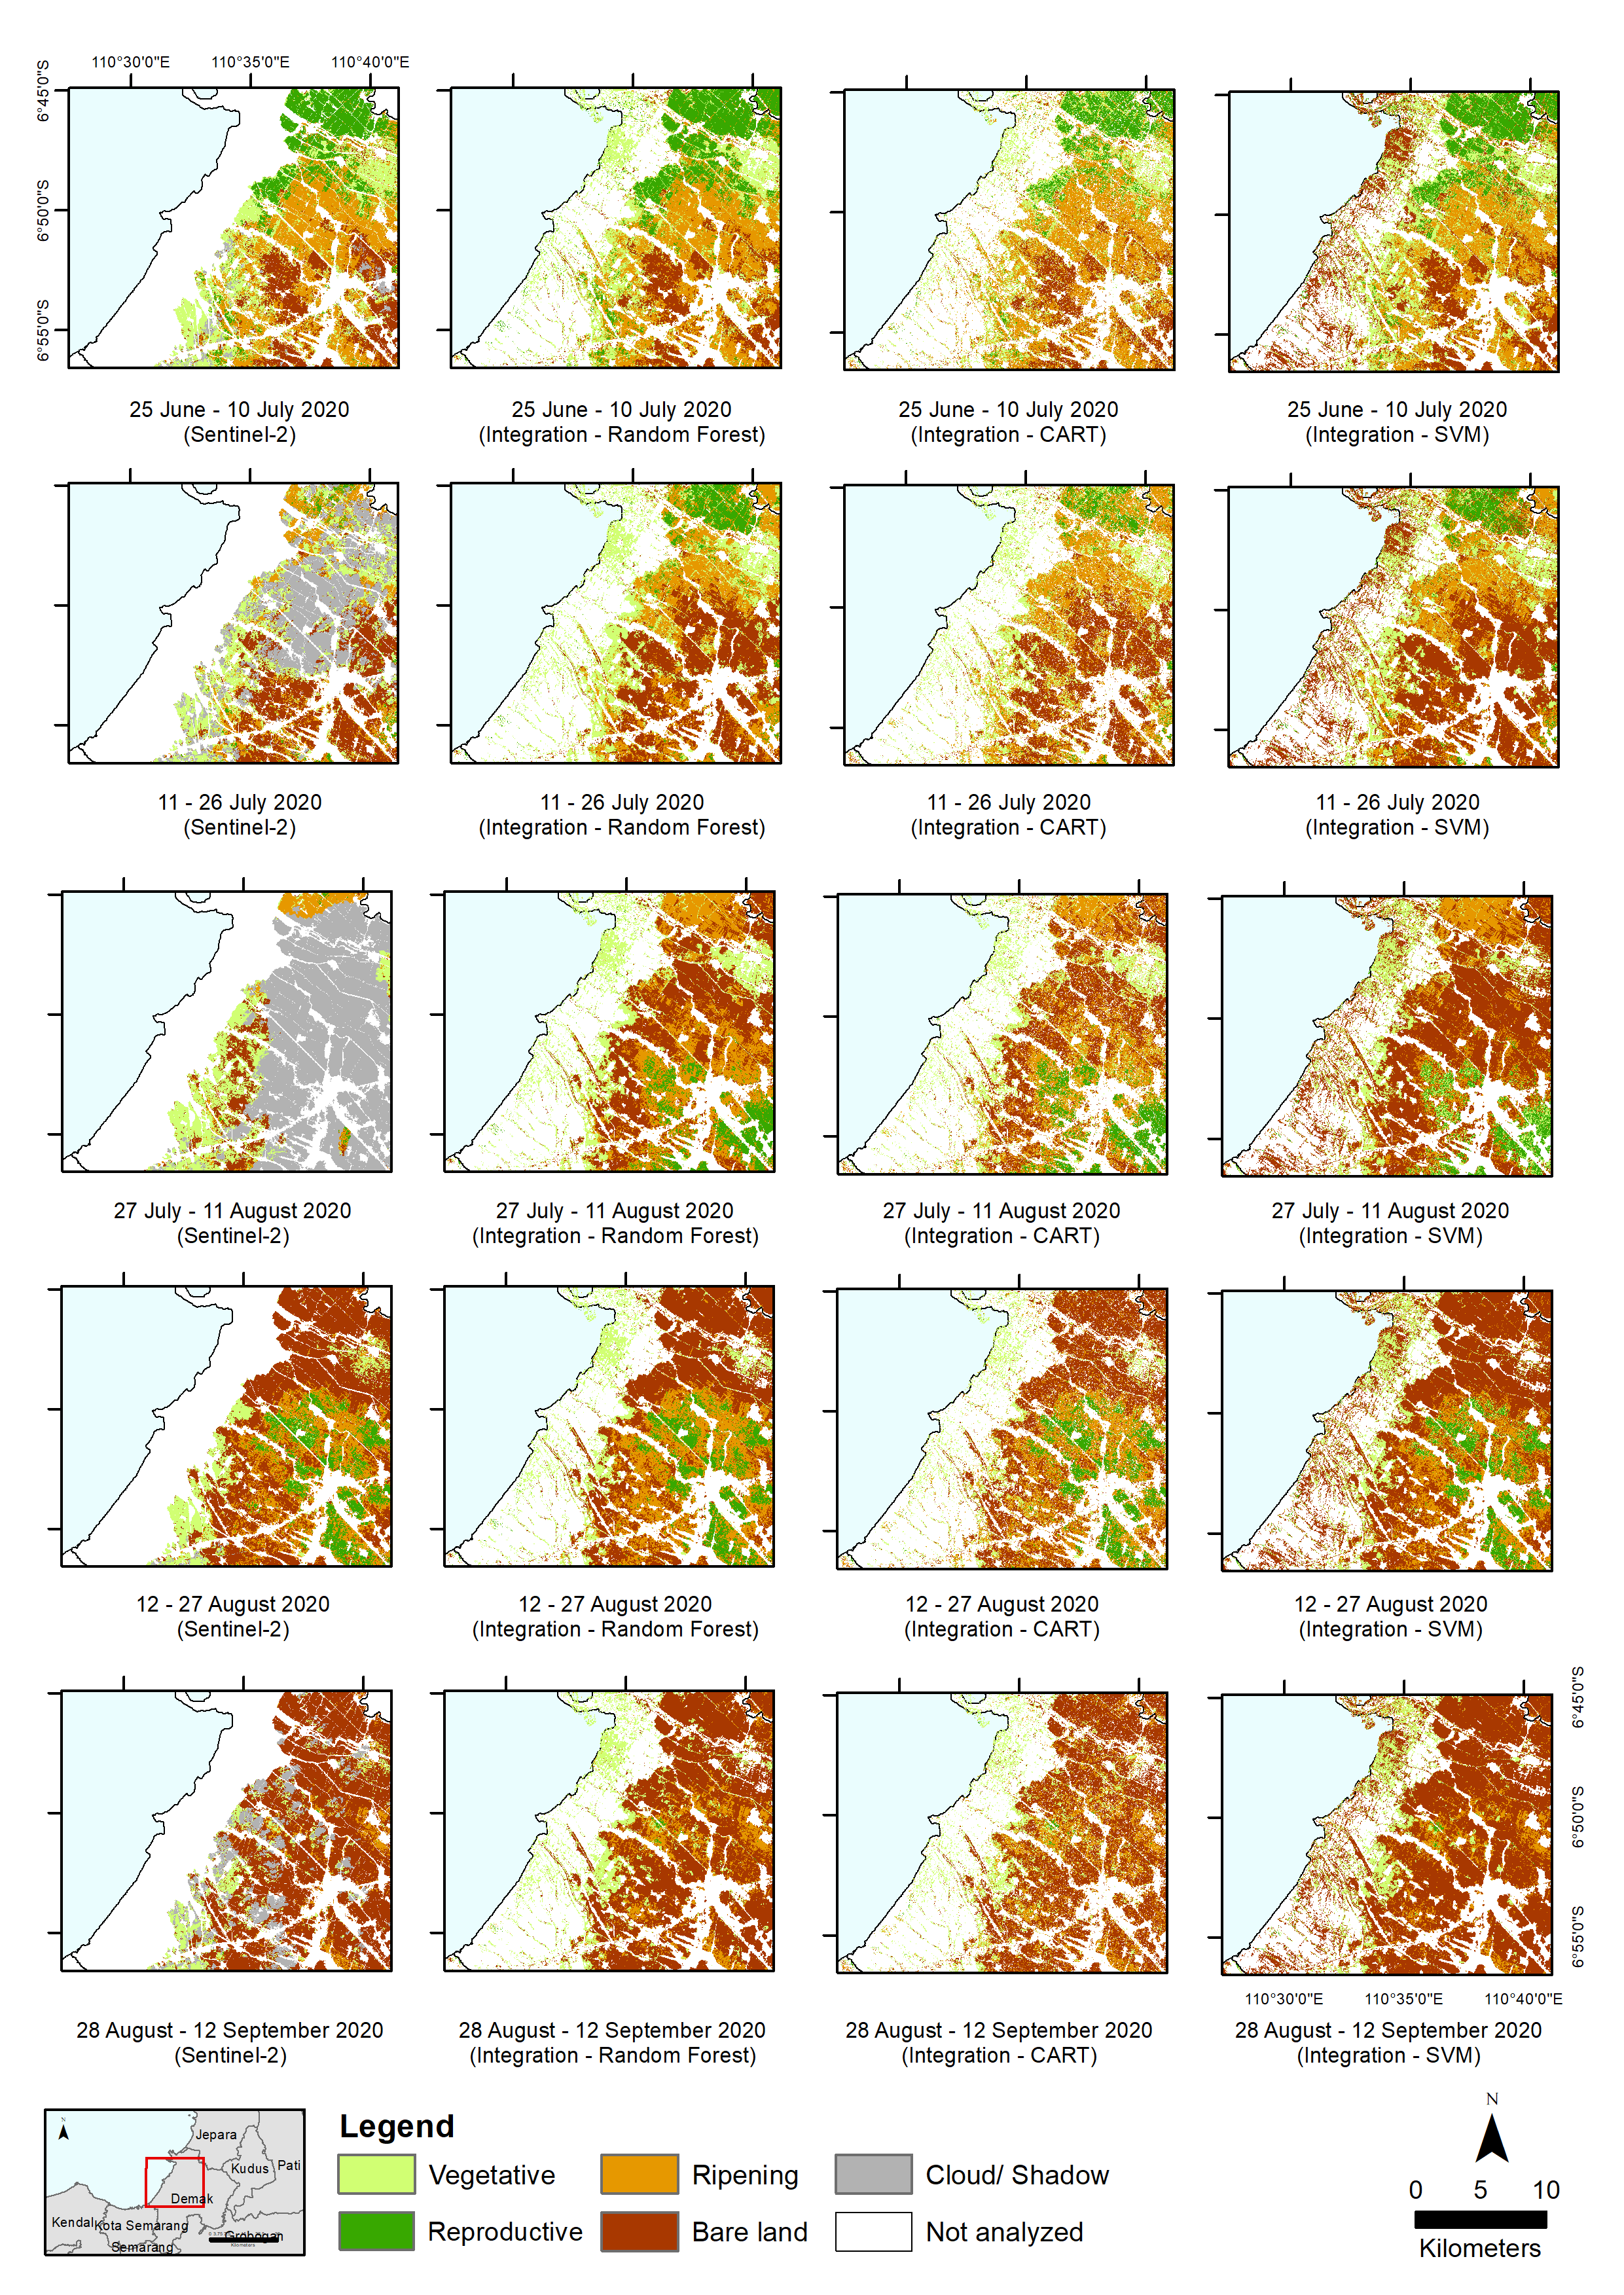 110°30'0"E 110°35'0"E 110°40'0"E
6°45'0"S
6°50'0"S
6°55'0"S
25 June - 10 July 2020
(Sentinel-2)
25 June - 10 July 2020
(Integration - Random Forest)
25 June - 10 July 2020
(Integration - CART)
25 June - 10 July 2020
(Integration - SVM)
11 - 26 July 2020
(Sentinel-2)
11 - 26 July 2020
(Integration - Random Forest)
11 - 26 July 2020
(Integration - CART)
11 - 26 July 2020
(Integration - SVM)
27 July - 11 August 2020
(Sentinel-2)
27 July - 11 August 2020
(Integration - Random Forest)
27 July - 11 August 2020
(Integration - CART)
27 July - 11 August 2020
(Integration - SVM)
12 - 27 August 2020
(Sentinel-2)
12 - 27 August 2020
(Integration - Random Forest)
12 - 27 August 2020
(Integration - CART)
12 - 27 August 2020
(Integration - SVM)
6°45'0"S
6°50'0"S
6°55'0"S
110°30'0"E 110°35'0"E 110°40'0"E
28 August - 12 September 2020
(Sentinel-2)
28 August - 12 September 2020
(Integration - Random Forest)
28 August - 12 September 2020
(Integration - CART)
28 August - 12 September 2020
(Integration - SVM)
N
Jepara
Kudus
Pati
Demak
Kendal
Kota Semarang
Grobogan
Semarang
Kilometers
Legend
Vegetative
Ripening
Cloud/ Shadow
Reproductive
Bare land
Not analyzed
N
0 5 10
Kilometers